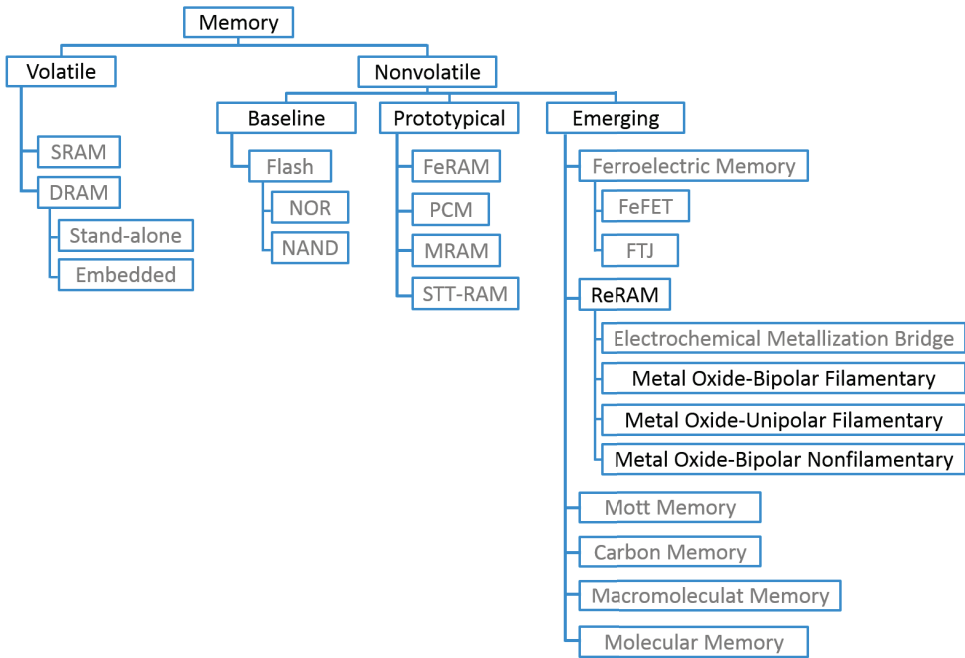 Memory
Volatile
Nonvolatile
Baseline
Prototypical
Emerging
SRAM
DRAM
Stand-alone
Embedded
Flash
NOR
NAND
FeRAM
PCM
MRAM
STT-RAM
Ferroelectric Memory
FeFET
FTJ
ReRAM
Electrochemical Metallization Bridge
Metal Oxide-Bipolar Filamentary
Metal Oxide-Unipolar Filamentary
Metal Oxide-Bipolar Nonfilamentary
Mott Memory
Carbon Memory
Macromoleculat Memory
Molecular Memory